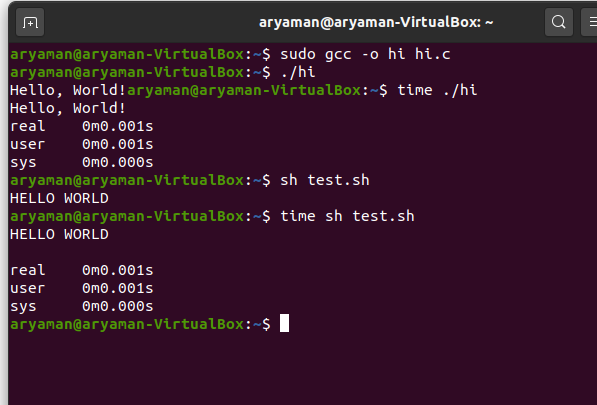 aryaman@aryaman-VirtualBox: ~
aryaman@aryaman-VirtualBox:~$ sudo gcc -o hi hi.c
aryaman@aryaman-VirtualBox:~$ ./hi
Hello, World!aryaman@aryaman-VirtualBox:~$ time ./hi
Hello, World!
real    0m0.001s
user    0m0.001s
sys     0m0.000s
aryaman@aryaman-VirtualBox:~$ sh test.sh
HELLO WORLD
aryaman@aryaman-VirtualBox:~$ time sh test.sh
HELLO WORLD
real    0m0.001s
user    0m0.001s
sys     0m0.000s
aryaman@aryaman-VirtualBox:~$